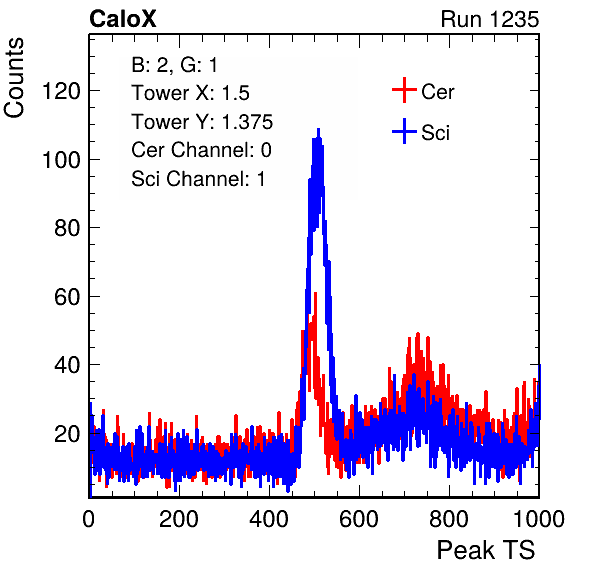 CaloX Run 1235
Counts
B: 2, G: 1
Tower X: 1.5
Tower Y: 1.375
Cer Channel: 0
Sci Channel: 1
Cer
Sci
120
100
80
60
40
20
0 200 400 600 800 1000
Peak TS